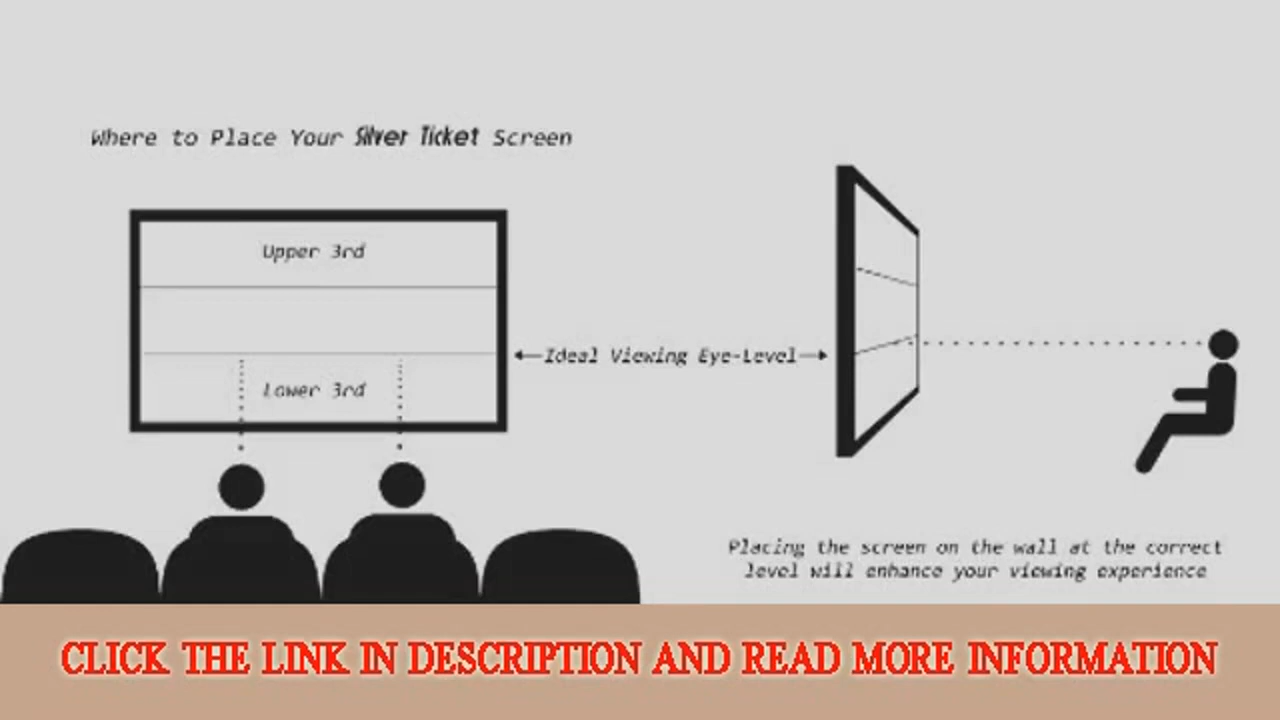 Where to Place Your Silver Ticket Screen
Upper 3rd
Ideal Viewing Eye-Level
Lower 3rd
Placing the screen on the wall at the correct
level will enhance your viewing experience
CLICK THE LINK IN DESCRIPTION AND READ MORE INFORMATION